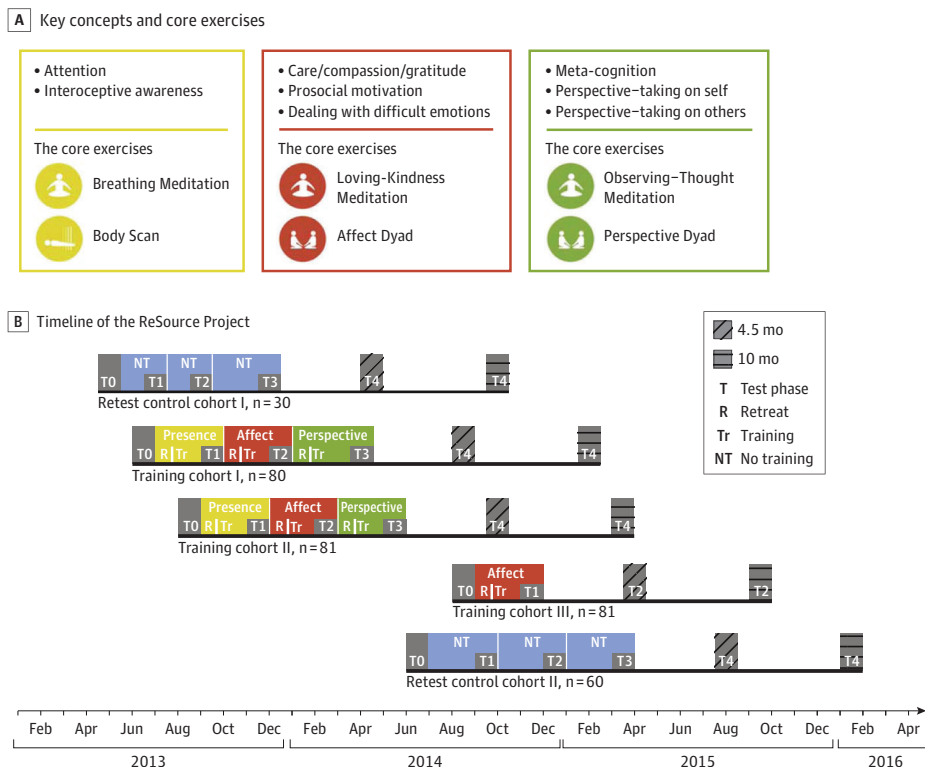 A Key concepts and core exercises
• Attention
• Interoceptive awareness
The core exercises
Breathing Meditation
Body Scan
• Care/compassion/gratitude
• Prosocial motivation
• Dealing with difficult emotions
The core exercises
Loving-Kindness
Meditation
Affect Dyad
• Meta-cognition
• Perspective-taking on self
• Perspective-taking on others
The core exercises
Observing-Thought
Meditation
Perspective Dyad
B Timeline of the ReSource Project
4.5 mo
10 mo
T Test phase
R Retreat
Tr Training
NT No training
NT NT NT
T0 T1 T2 T3 T4 T4
Retest control cohort I, n=30
Presence Affect Perspective
T0 R Tr T1 R Tr T2 R Tr T3 T4 T4
Training cohort I, n=80
Presence Affect Perspective
T0 R Tr T1 R Tr T2 R Tr T3 T4 T4
Training cohort II, n=81
Affect
T0 R Tr T1 T2 T2
Training cohort III, n=81
NT NT NT
T0 T1 T2 T3 T4 T4
Retest control cohort II, n=60
Feb Apr Jun Aug Oct Dec Feb Apr Jun Aug Oct Dec Feb Apr Jun Aug Oct Dec Feb Apr
2013 2014 2015 2016